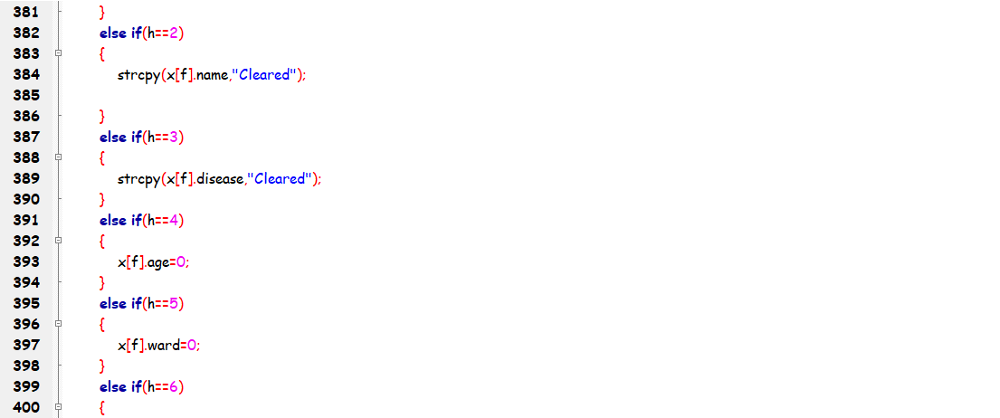 381 }
382 else if(h==2)
383 {
384 strcpy(x[f].name,"Cleared");
385
386 }
387 else if(h==3)
388 {
389 strcpy(x[f].disease,"Cleared");
390 }
391 else if(h==4)
392 {
393 x[f].age=0;
394 }
395 else if(h==5)
396 {
397 x[f].ward=0;
398 }
399 else if(h==6)
400 {